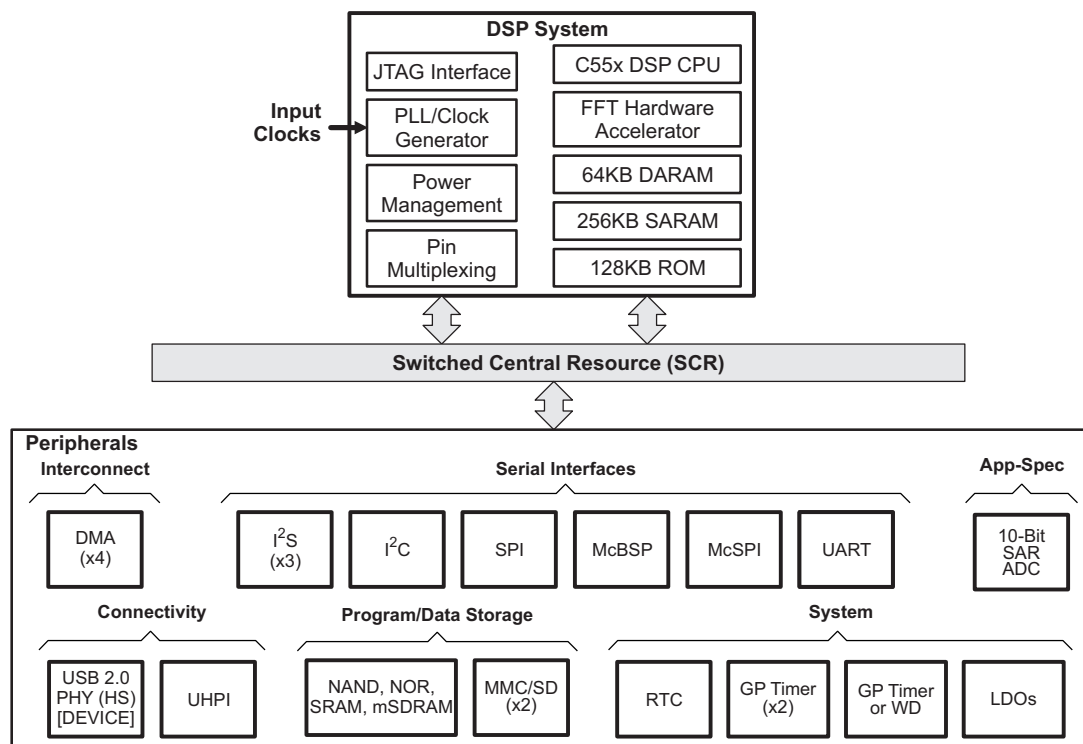 DSP System
JTAG Interface
C55x DSP CPU
Input
Clocks
PLL/Clock
Generator
FFT Hardware
Accelerator
Power
Management
64KB DARAM
256KB SARAM
Pin
Multiplexing
128KB ROM
Switched Central Resource (SCR)
Peripherals
Interconnect
Serial Interfaces
App-Spec
DMA
(x4)
I²S
(x3)
I²C
SPI
McBSP
McSPI
UART
10-Bit
SAR
ADC
Connectivity
Program/Data Storage
System
USB 2.0
PHY (HS)
[DEVICE]
UHPI
NAND, NOR,
SRAM, mSDRAM
MMC/SD
(x2)
RTC
GP Timer
(x2)
GP Timer
or WD
LDOs